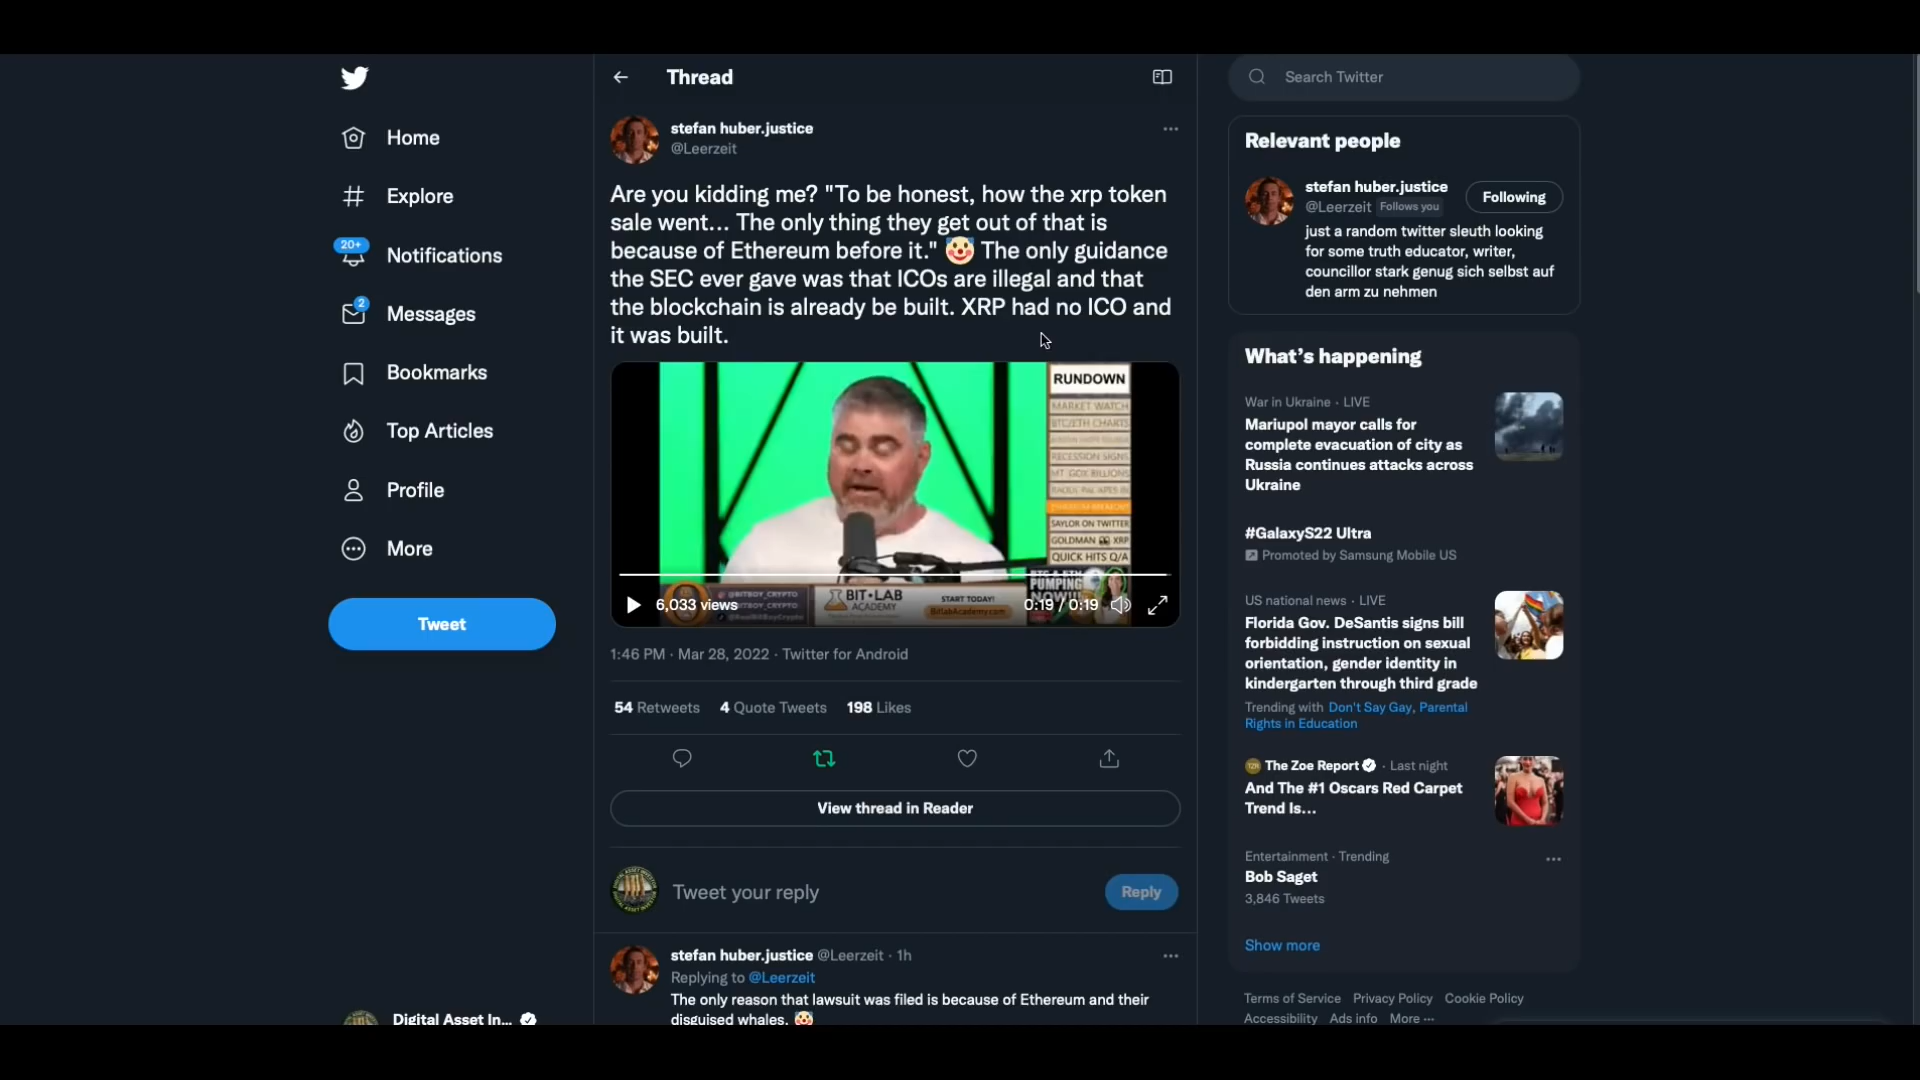 Home
Explore
20+
Notifications
2
Messages
Bookmarks
Top Articles
Profile
More
Tweet
Digital Asset In...
Thread
stefan huber.justice
@Leerzeit
Are you kidding me? "To be honest, how the xrp token
sale went... The only thing they get out of that is
because of Ethereum before it." 🤡 The only guidance
the SEC ever gave was that ICOs are illegal and that
the blockchain is already be built. XRP had no ICO and
it was built.
RUNDOWN
MARKET WATCH
BTC/ETH CHARTS
RECESSION SIGNS
MT GOX BILLIONS
SAYLOR ON TWITTER
GOLDMAN 👀 XRP
QUICK HITS Q/A
BTC & ETH
PUMPING
NOW!!!
@BITBOY_CRYPTO
BITBOY_CRYPTO
@RealBitBoyCrypto
BIT•LAB
ACADEMY
START TODAY!
BitlabAcademy.com
6,033 views
0:19 / 0:19
1:46 PM · Mar 28, 2022 · Twitter for Android
54 Retweets 4 Quote Tweets 198 Likes
View thread in Reader
Tweet your reply
Reply
stefan huber.justice @Leerzeit · 1h
Replying to @Leerzeit
The only reason that lawsuit was filed is because of Ethereum and their
disguised whales. 🤡
Search Twitter
Relevant people
stefan huber.justice
@Leerzeit Follows you
Following
just a random twitter sleuth looking
for some truth educator, writer,
councillor stark genug sich selbst auf
den arm zu nehmen
What's happening
War in Ukraine · LIVE
Mariupol mayor calls for
complete evacuation of city as
Russia continues attacks across
Ukraine
#GalaxyS22 Ultra
Promoted by Samsung Mobile US
US national news · LIVE
Florida Gov. DeSantis signs bill
forbidding instruction on sexual
orientation, gender identity in
kindergarten through third grade
Trending with Don't Say Gay, Parental
Rights in Education
The Zoe Report · Last night
And The #1 Oscars Red Carpet
Trend Is...
Entertainment · Trending
Bob Saget
3,846 Tweets
Show more
Terms of Service Privacy Policy Cookie Policy
Accessibility Ads info More ...